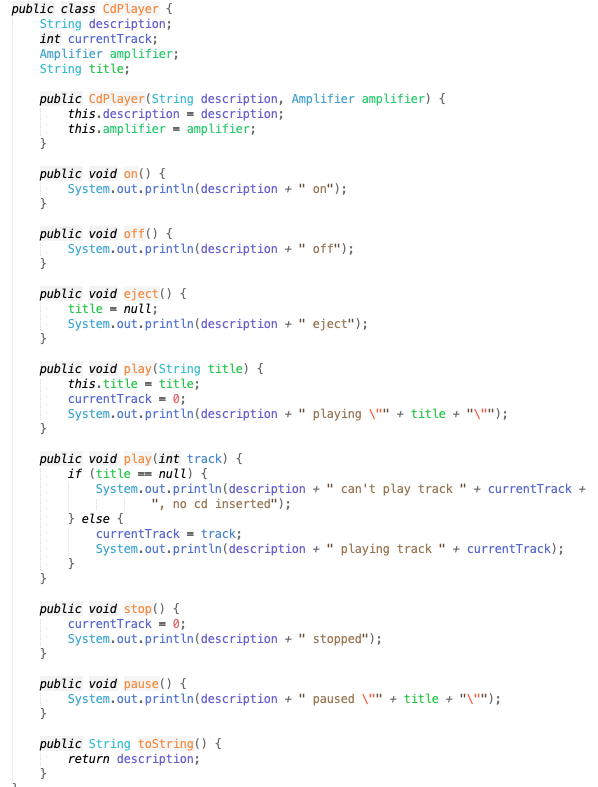 public class CdPlayer {
    String description;
    int currentTrack;
    Amplifier amplifier;
    String title;

    public CdPlayer(String description, Amplifier amplifier) {
        this.description = description;
        this.amplifier = amplifier;
    }

    public void on() {
        System.out.println(description + " on");
    }

    public void off() {
        System.out.println(description + " off");
    }

    public void eject() {
        title = null;
        System.out.println(description + " eject");
    }

    public void play(String title) {
        this.title = title;
        currentTrack = 0;
        System.out.println(description + " playing \"" + title + "\"");
    }

    public void play(int track) {
        if (title == null) {
            System.out.println(description + " can't play track " + currentTrack +
                    ", no cd inserted");
        } else {
            currentTrack = track;
            System.out.println(description + " playing track " + currentTrack);
        }
    }

    public void stop() {
        currentTrack = 0;
        System.out.println(description + " stopped");
    }

    public void pause() {
        System.out.println(description + " paused \"" + title + "\"");
    }

    public String toString() {
        return description;
    }
}